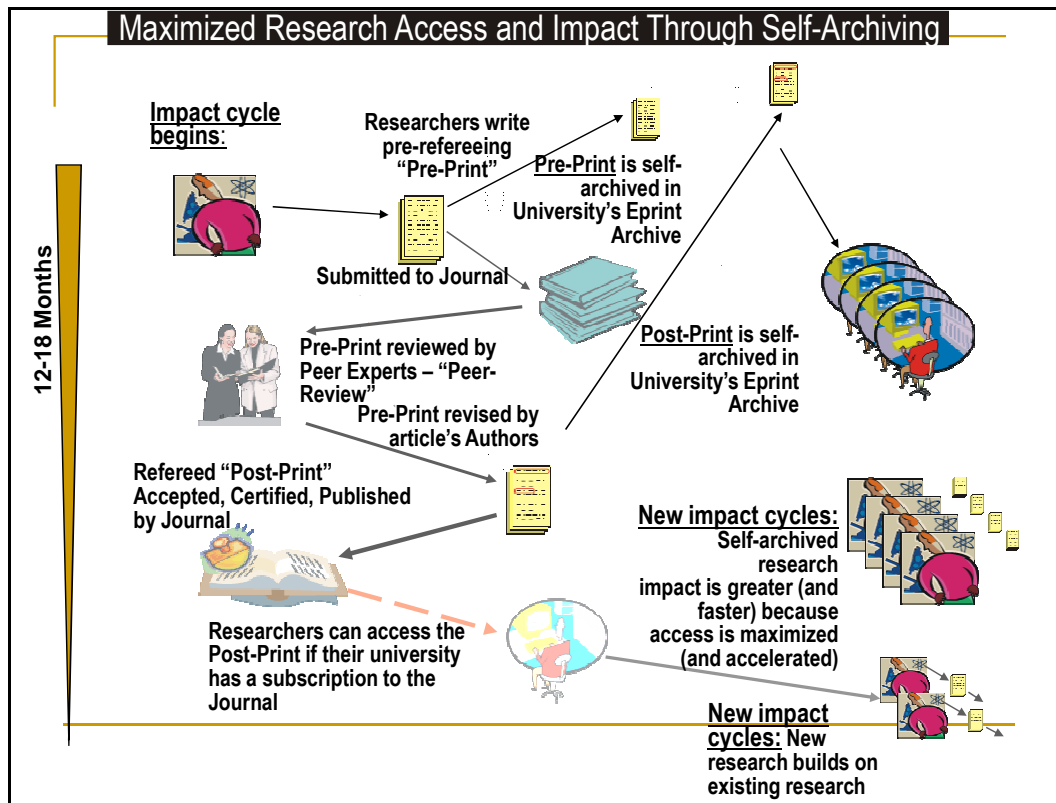 Maximized Research Access and Impact Through Self-Archiving
Impact cycle
begins:
Researchers write
pre-refereeing
“Pre-Print”
Pre-Print is self-
archived in
University’s Eprint
Archive
12-18 Months
Submitted to Journal
Pre-Print reviewed by
Peer Experts – “Peer-
Review”
Post-Print is self-
archived in
University’s Eprint
Archive
Pre-Print revised by
article’s Authors
Refereed “Post-Print”
Accepted, Certified, Published
by Journal
New impact cycles:
Self-archived
research
impact is greater (and
faster) because
access is maximized
(and accelerated)
Researchers can access the
Post-Print if their university
has a subscription to the
Journal
New impact
cycles: New
research builds on
existing research